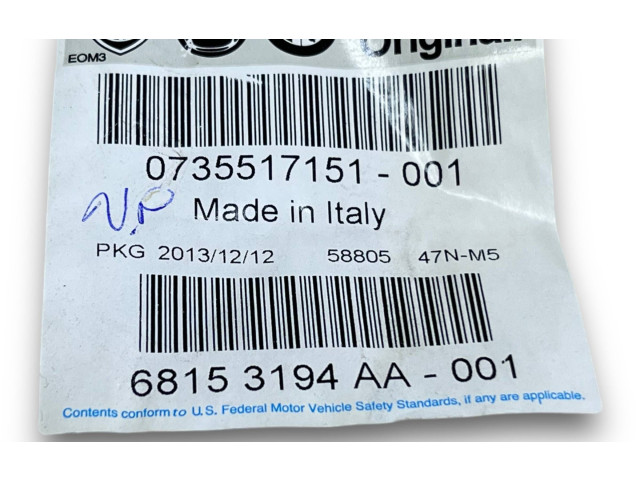 Original
EOM3
0735517151 - 001
N.P
Made in Italy
PKG 2013/12/12 58805 47N-M5
6815 3194 AA - 001
Contents conform to U.S. Federal Motor Vehicle Safety Standards, if any are applicable.